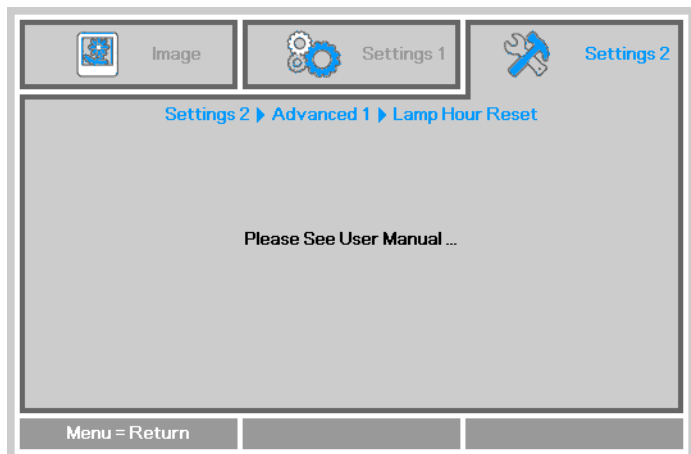 Image
Settings 1
Settings 2
Settings 2 ▶ Advanced 1 ▶ Lamp Hour Reset
Please See User Manual ...
Menu = Return